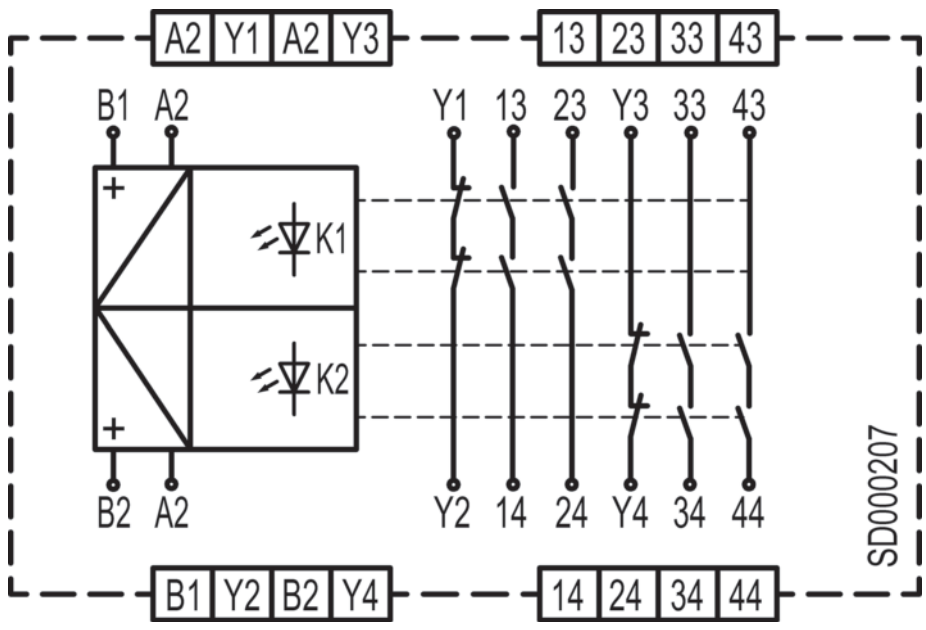 A2 Y1 A2 Y3 13 23 33 43
B1 A2 Y1 13 23 Y3 33 43
+
K1
K2
+
B2 A2 Y2 14 24 Y4 34 44
SD000207
B1 Y2 B2 Y4 14 24 34 44